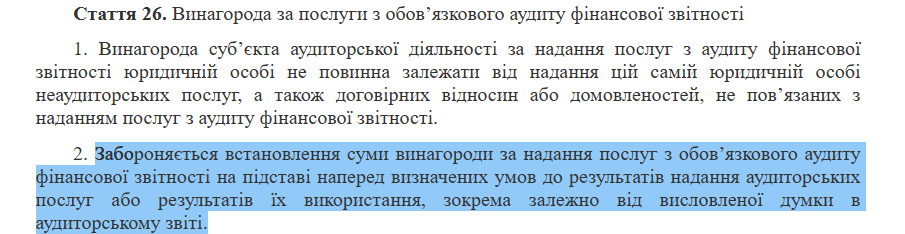 Стаття 26. Винагорода за послуги з обов’язкового аудиту фінансової звітності
1. Винагорода суб’єкта аудиторської діяльності за надання послуг з аудиту фінансової
звітності юридичній особі не повинна залежати від надання цій самій юридичній особі
неаудиторських послуг, а також договірних відносин або домовленостей, не пов’язаних з
наданням послуг з аудиту фінансової звітності.
2. Забороняється встановлення суми винагороди за надання послуг з обов’язкового аудиту
фінансової звітності на підставі наперед визначених умов до результатів надання аудиторських
послуг або результатів їх використання, зокрема залежно від висловленої думки в
аудиторському звіті.